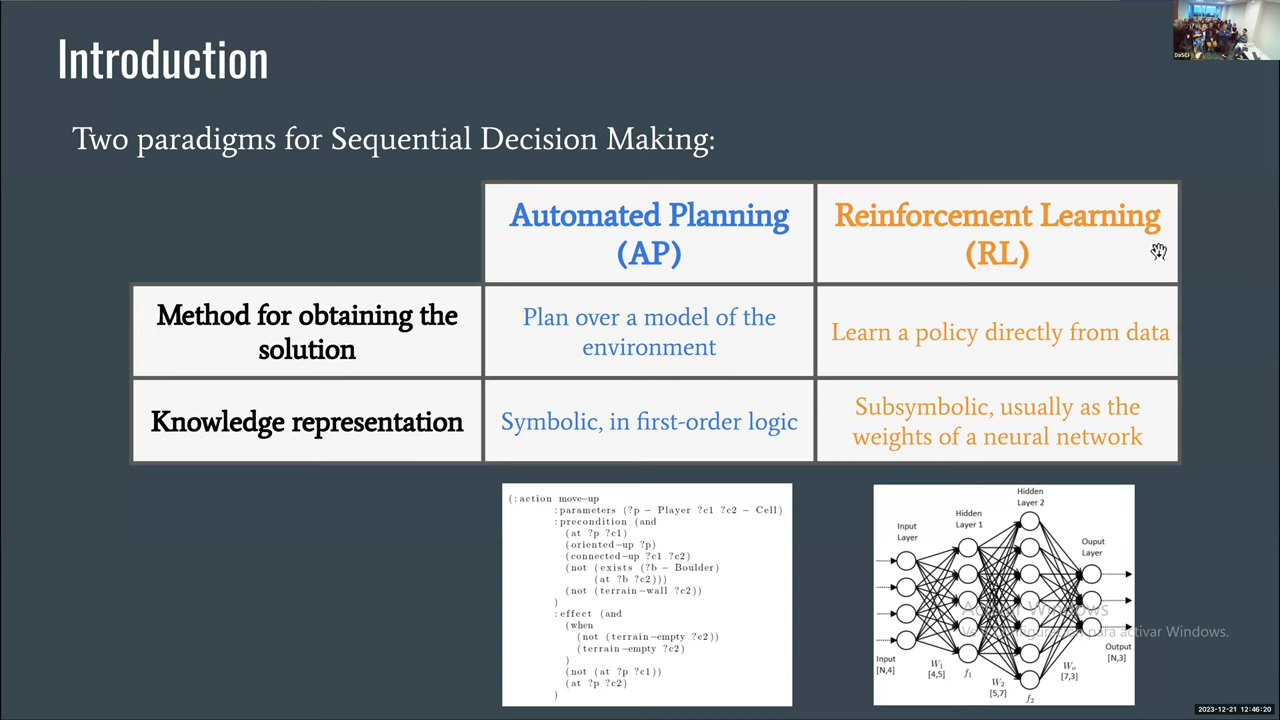 DaSCI
Introduction
Two paradigms for Sequential Decision Making:
Automated Planning
(AP)
Reinforcement Learning
(RL)
Method for obtaining the
solution
Plan over a model of the
environment
Learn a policy directly from data
Knowledge representation
Symbolic, in first-order logic
Subsymbolic, usually as the
weights of a neural network
(:action move-up
:parameters (?p - Player ?c1 ?c2 - Cell)
:precondition (and
(at ?p ?c1)
(oriented-up ?p)
(connected-up ?c1 ?c2)
(not (exists (?b - Boulder)
(at ?b ?c2)))
(not (terrain-wall ?c2))
)
:effect (and
(when
(not (terrain-empty ?c2))
(terrain-empty ?c2)
)
(not (at ?p ?c1))
(at ?p ?c2)
)
Input
Layer
Hidden
Layer 1
Hidden
Layer 2
Ouput
Layer
Input
[N,4]
W1
[4,5]
f1
W2
[5,7]
f2
Wo
[7,3]
Output
[N,3]
Windows
para activar Windows.
2023-12-21 12:46:20